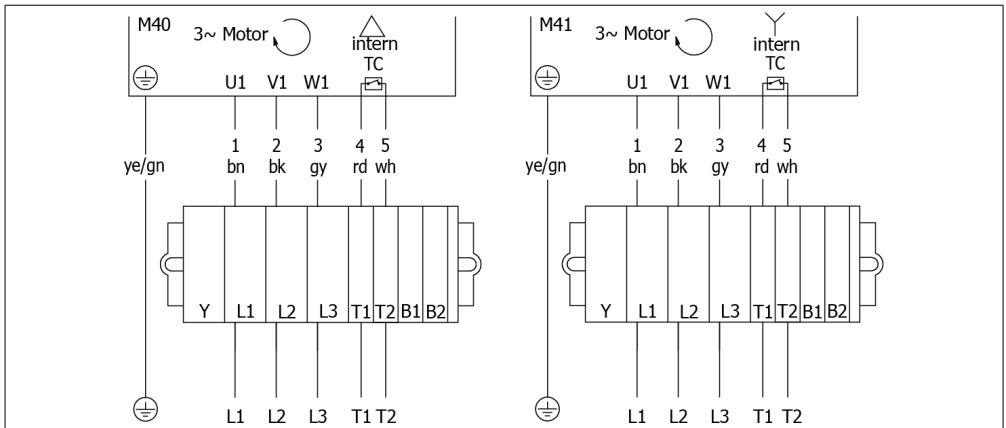 M40
3~ Motor
intern
TC
U1 V1 W1
1 2 3 4 5
ye/gn bn bk gy rd wh
Y L1 L2 L3 T1 T2 B1 B2
L1 L2 L3 T1 T2
M41
3~ Motor
intern
TC
U1 V1 W1
1 2 3 4 5
ye/gn bn bk gy rd wh
Y L1 L2 L3 T1 T2 B1 B2
L1 L2 L3 T1 T2